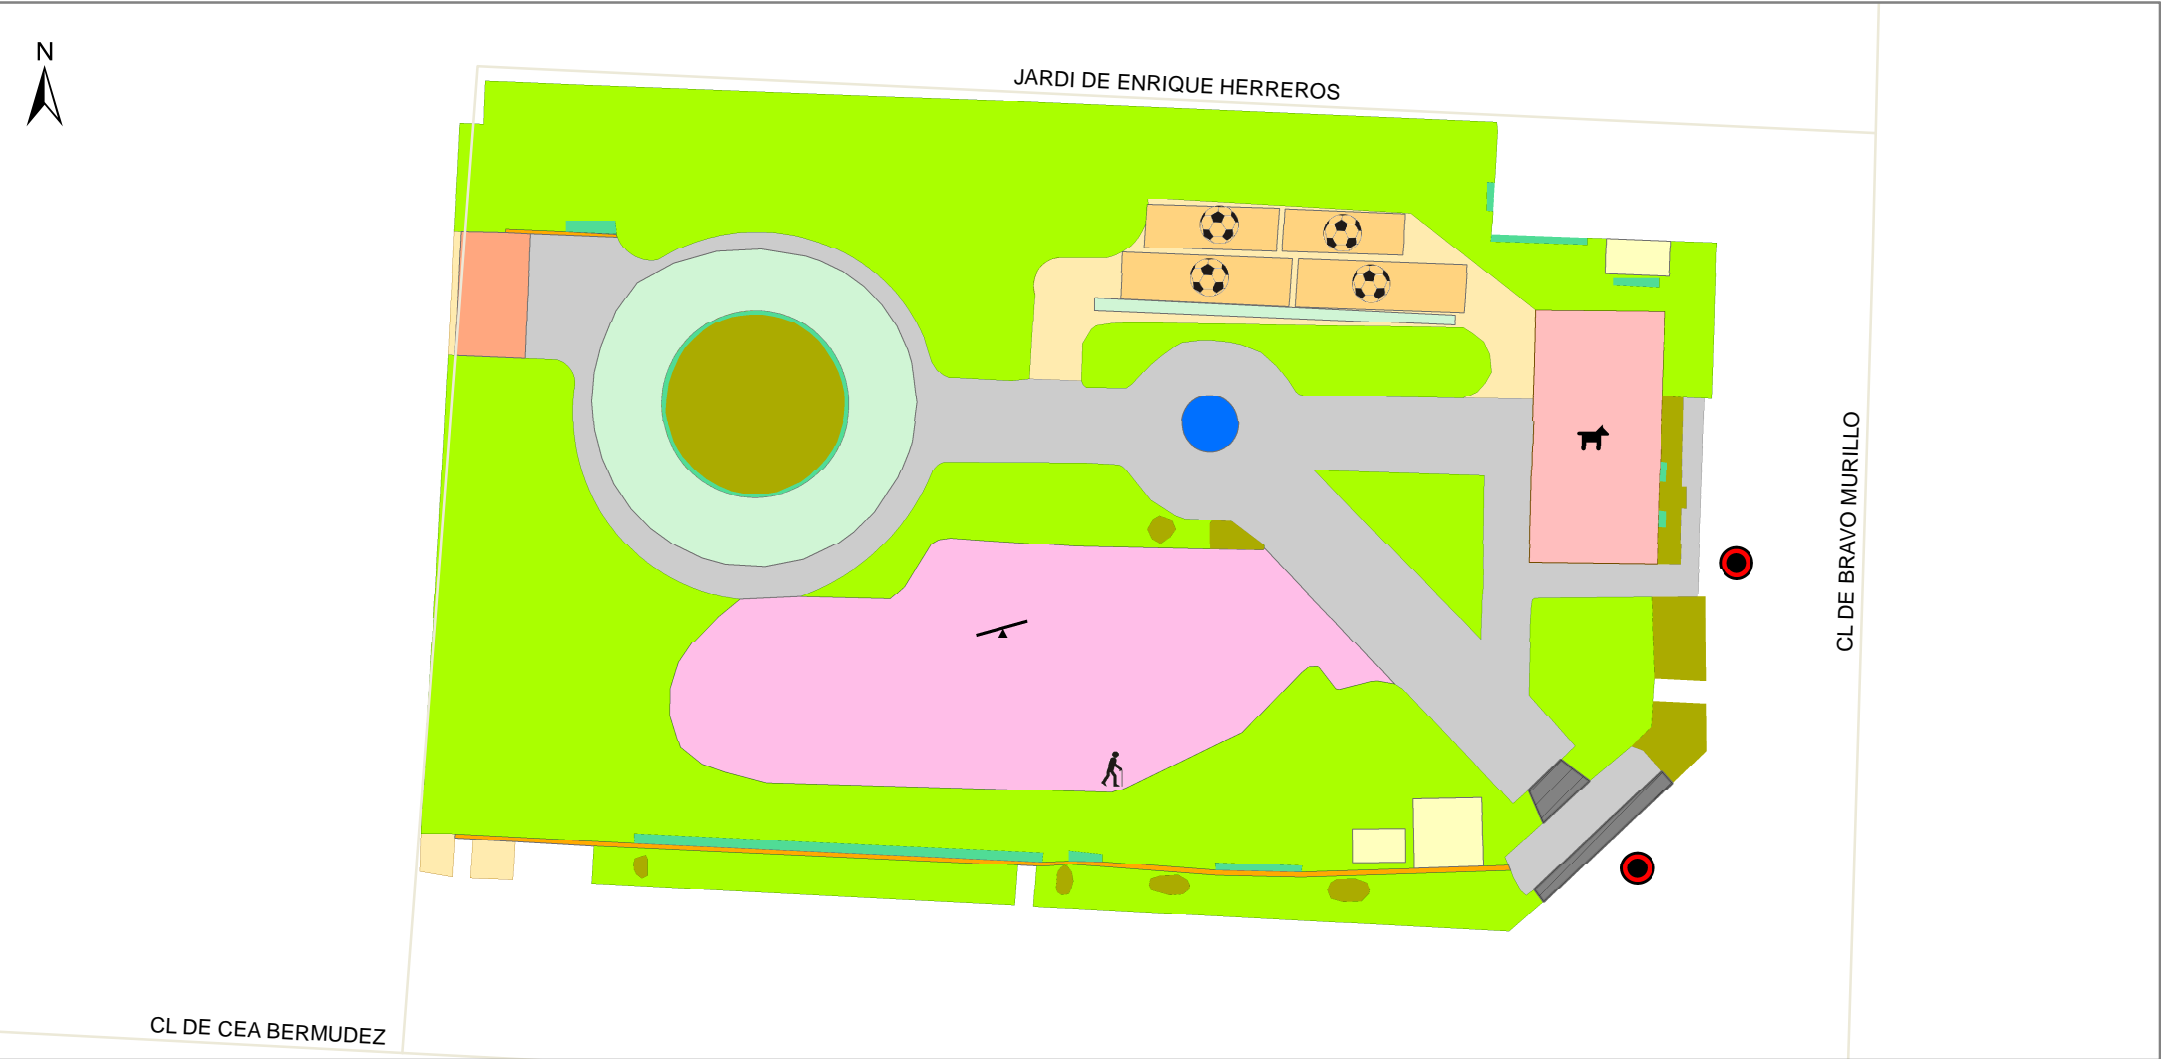 N
JARDI DE ENRIQUE HERREROS
CL DE BRAVO MURILLO
CL DE CEA BERMUDEZ